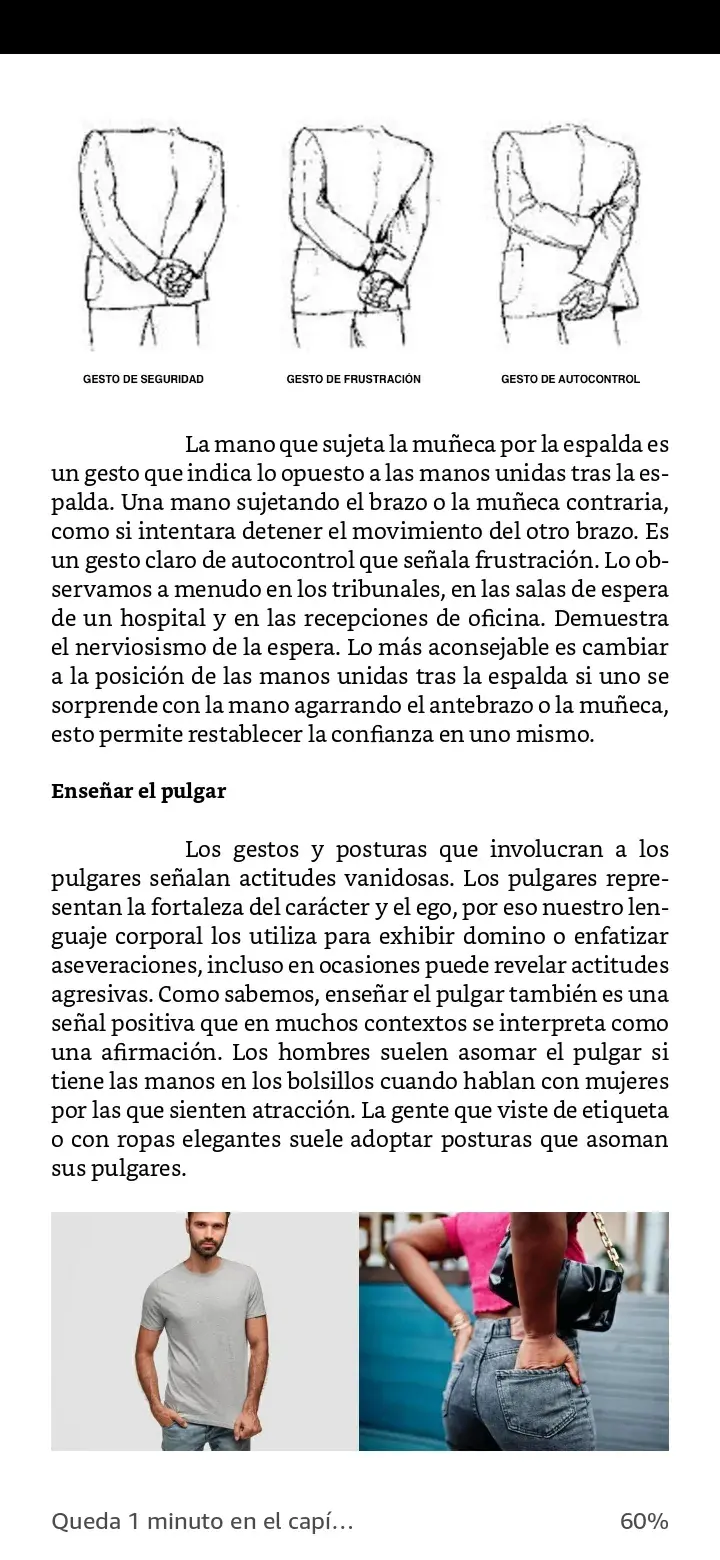 GESTO DE SEGURIDAD
GESTO DE FRUSTRACIÓN
GESTO DE AUTOCONTROL
La mano que sujeta la muñeca por la espalda es
un gesto que indica lo opuesto a las manos unidas tras la es-
palda. Una mano sujetando el brazo o la muñeca contraria,
como si intentara detener el movimiento del otro brazo. Es
un gesto claro de autocontrol que señala frustración. Lo ob-
servamos a menudo en los tribunales, en las salas de espera
de un hospital y en las recepciones de oficina. Demuestra
el nerviosismo de la espera. Lo más aconsejable es cambiar
a la posición de las manos unidas tras la espalda si uno se
sorprende con la mano agarrando el antebrazo o la muñeca,
esto permite restablecer la confianza en uno mismo.
Enseñar el pulgar
Los gestos y posturas que involucran a los
pulgares señalan actitudes vanidosas. Los pulgares repre-
sentan la fortaleza del carácter y el ego, por eso nuestro len-
guaje corporal los utiliza para exhibir domino o enfatizar
aseveraciones, incluso en ocasiones puede revelar actitudes
agresivas. Como sabemos, enseñar el pulgar también es una
señal positiva que en muchos contextos se interpreta como
una afirmación. Los hombres suelen asomar el pulgar si
tiene las manos en los bolsillos cuando hablan con mujeres
por las que sienten atracción. La gente que viste de etiqueta
o con ropas elegantes suele adoptar posturas que asoman
sus pulgares.
Queda 1 minuto en el capí...
60%